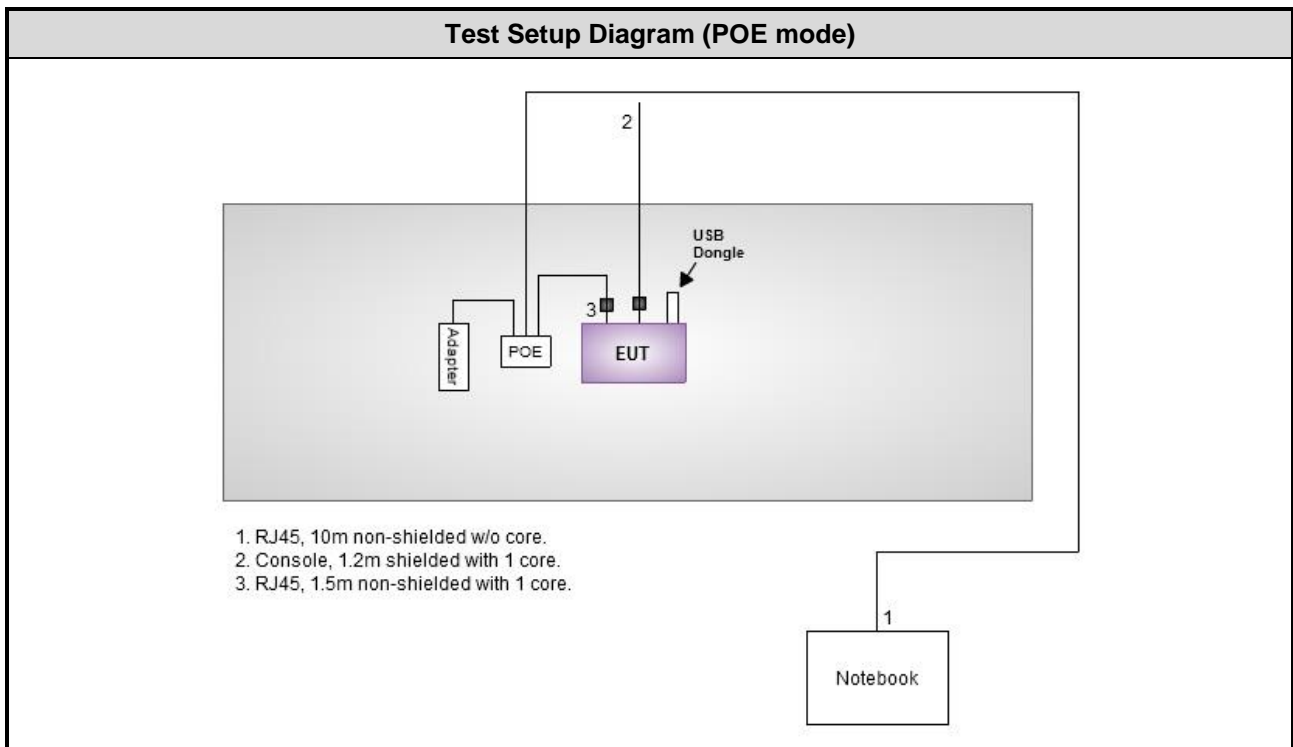 Test Setup Diagram (POE mode)
2
USB
Dongle
3
Adapter
POE
EUT
1. RJ45, 10m non-shielded w/o core.
2. Console, 1.2m shielded with 1 core.
3. RJ45, 1.5m non-shielded with 1 core.
1
Notebook